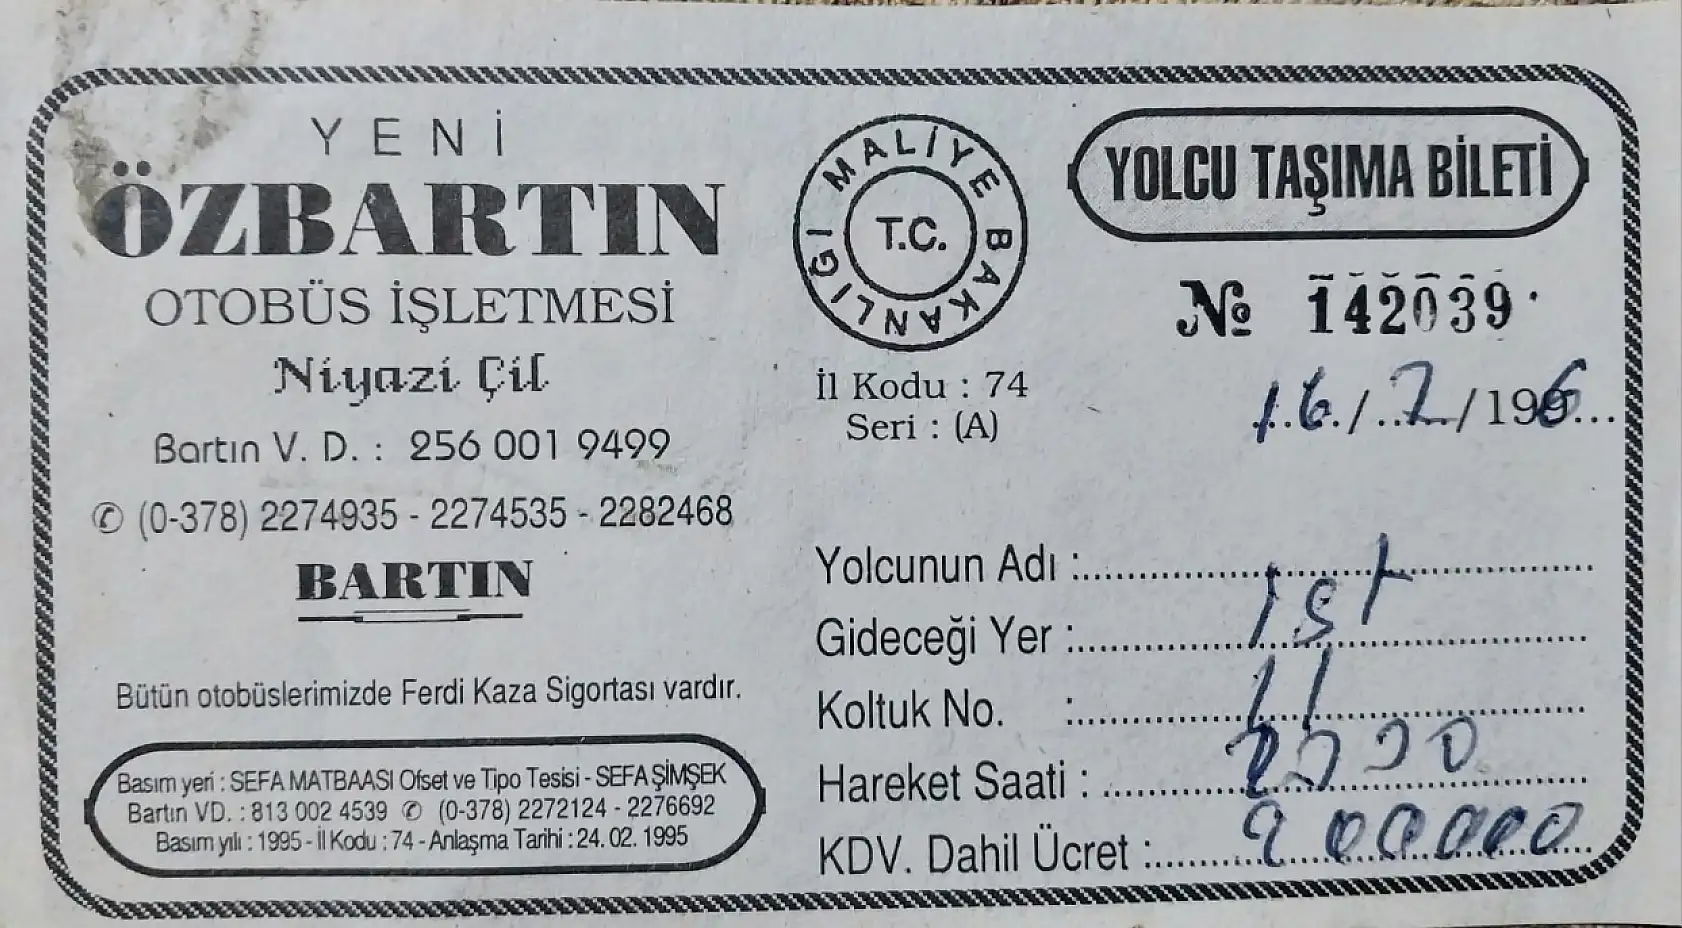 YENİ
ÖZBARTIN
OTOBÜS İŞLETMESİ
Niyazi Çil
Bartın V. D. : 256 001 9499
✆ (0-378) 2274935 - 2274535 - 2282468
BARTIN
Bütün otobüslerimizde Ferdi Kaza Sigortası vardır.
Basım yeri : SEFA MATBAASI Ofset ve Tipo Tesisi - SEFA ŞİMŞEK
Bartın VD. : 813 002 4539 ✆ (0-378) 2272124 - 2276692
Basım yılı : 1995 - İl Kodu : 74 - Anlaşma Tarihi : 24. 02. 1995
MALİYE BAKANLIĞI
T.C.
İl Kodu : 74
Seri : (A)
YOLCU TAŞIMA BİLETİ
№ 142039
16 / 7 / 1996
Yolcunun Adı :
Gideceği Yer : İst
Koltuk No. : 11
Hareket Saati :
KDV. Dahil Ücret :